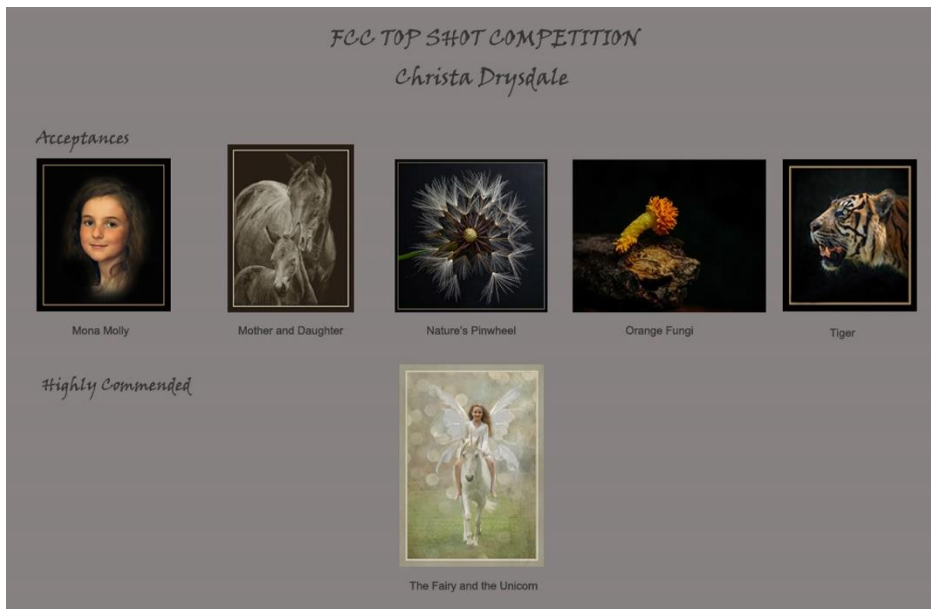 FCC TOP SHOT COMPETITION
Christa Drysdale
Acceptances
Mona Molly
Mother and Daughter
Nature's Pinwheel
Orange Fungi
Tiger
Highly Commended
The Fairy and the Unicorn